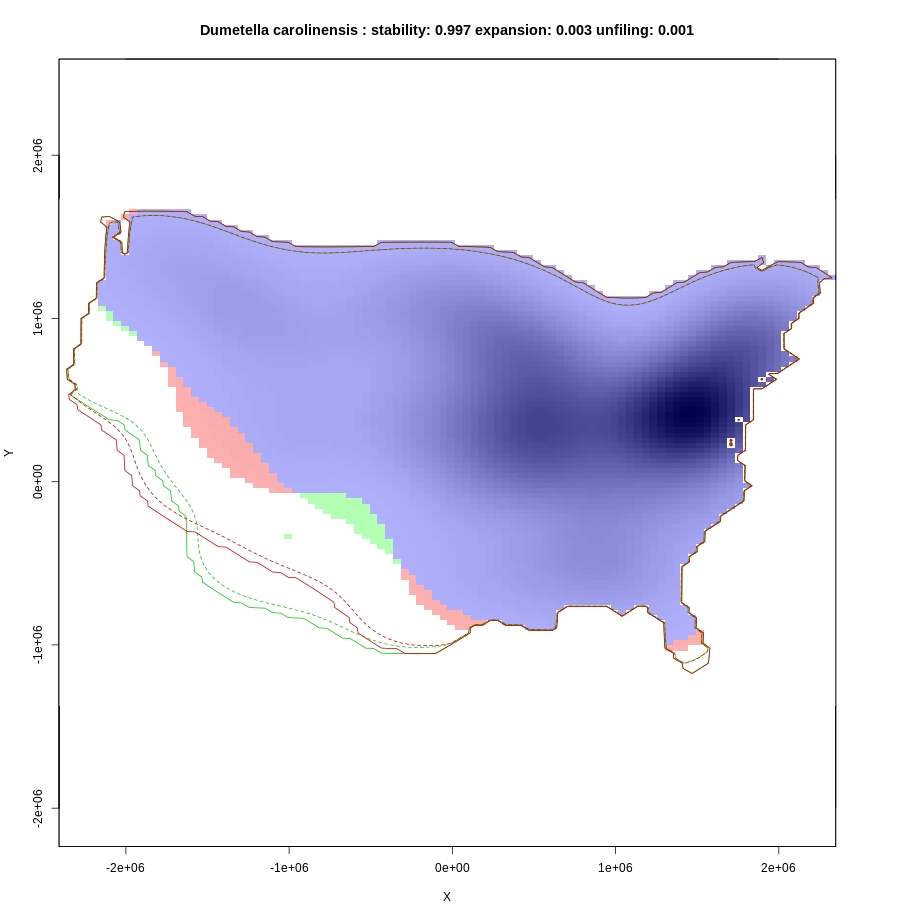 Dumetella carolinensis : stability: 0.997 expansion: 0.003 unfiling: 0.001
2e+06
1e+06
0e+00
-1e+06
-2e+06
Y
-2e+06 -1e+06 0e+00 1e+06 2e+06
X